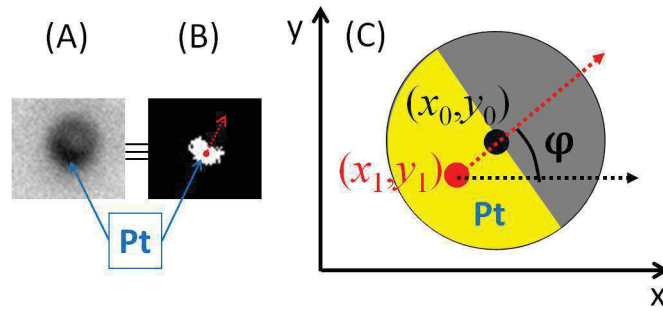 (A)
(B)
Pt
y
(C)
(x₀,y₀)
φ
(x₁,y₁)
Pt
x